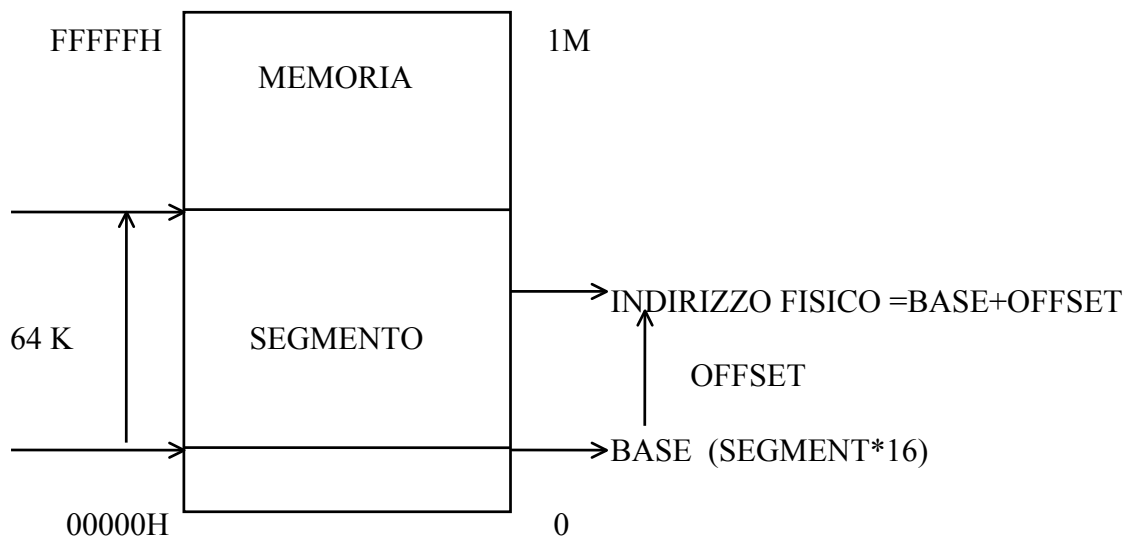 FFFFFH
1M
MEMORIA
INDIRIZZO FISICO =BASE+OFFSET
64 K
SEGMENTO
OFFSET
BASE (SEGMENT*16)
00000H
0